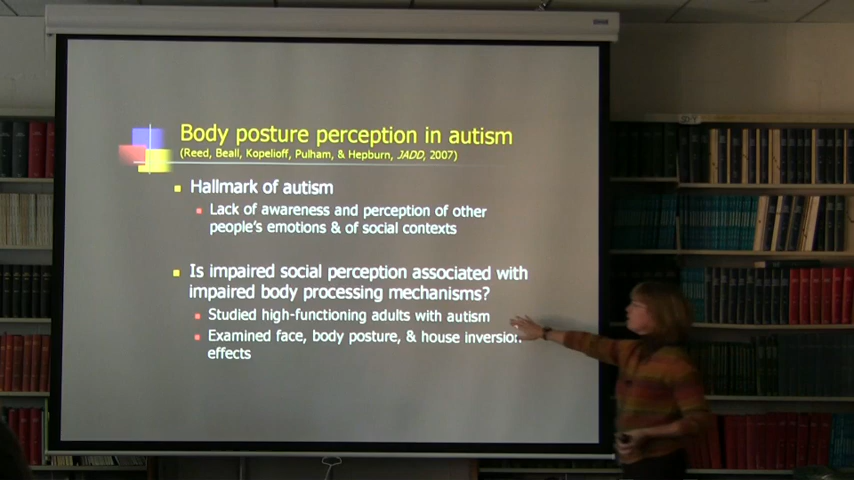 Body posture perception in autism
(Reed, Beall, Kopelioff, Pulham, & Hepburn, JADD, 2007)
Hallmark of autism
Lack of awareness and perception of other
people's emotions & of social contexts
Is impaired social perception associated with
impaired body processing mechanisms?
Studied high-functioning adults with autism
Examined face, body posture, & house inversion
effects